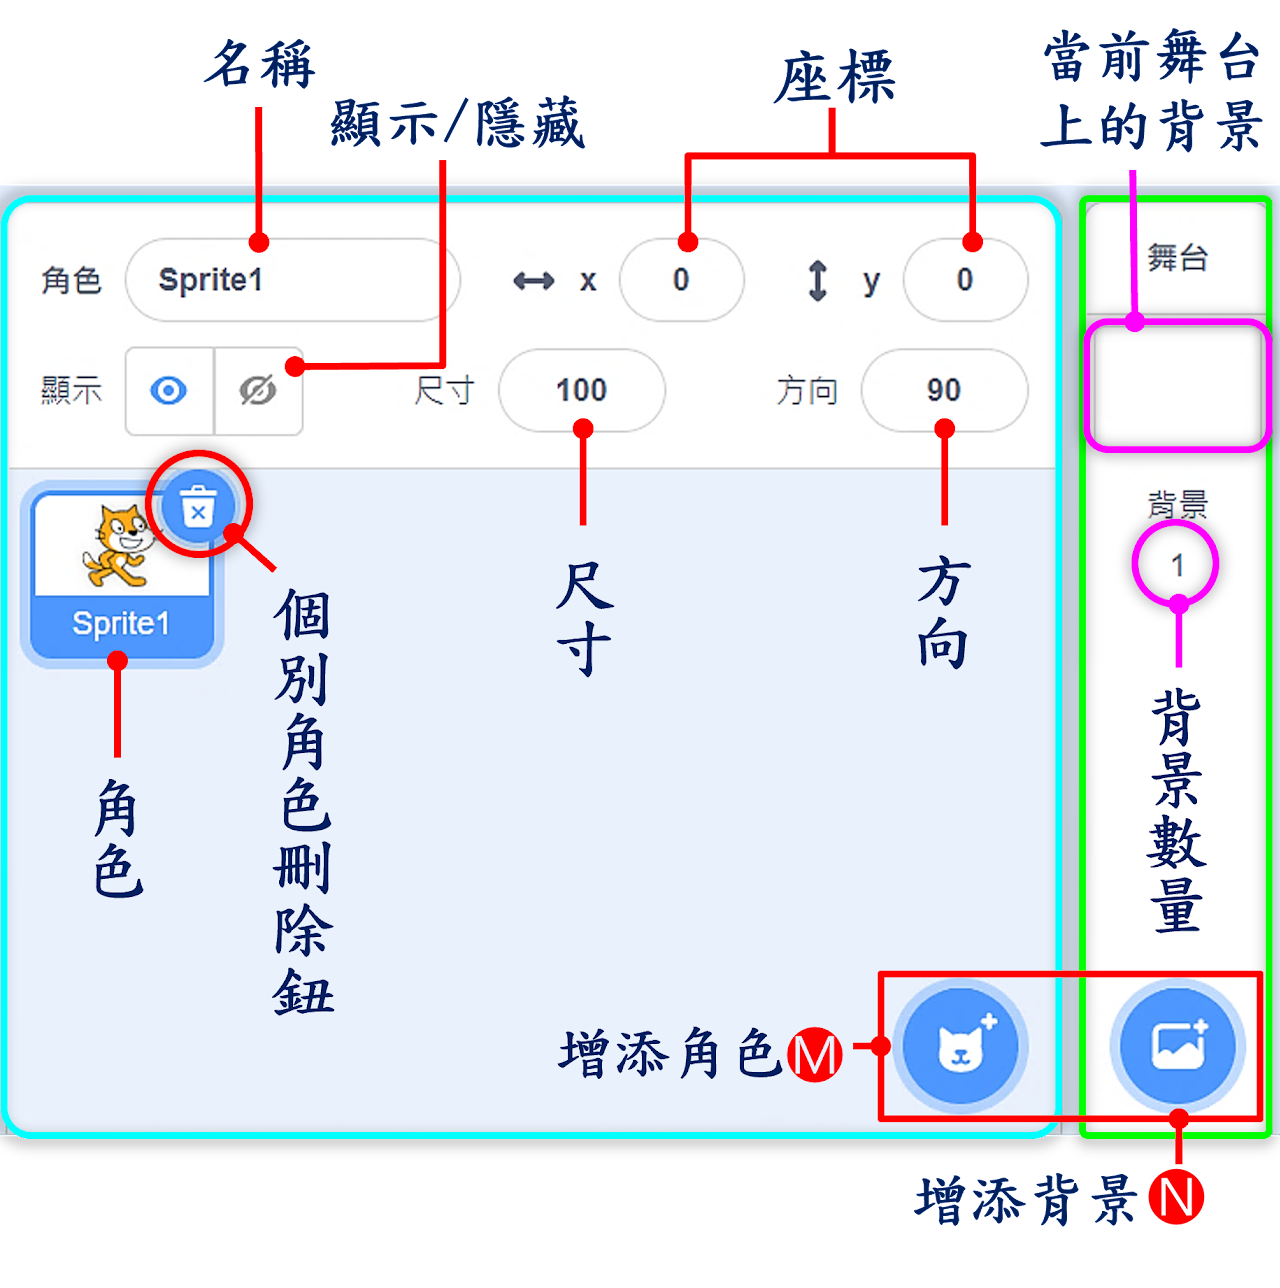 名稱
顯示/隱藏
座標
當前舞台
上的背景
角色 Sprite1 x 0 y 0
舞台
顯示 尺寸 100 方向 90
背景
1
Sprite1
尺寸
方向
個別角色刪除鈕
角色
背景數量
增添角色M
增添背景N